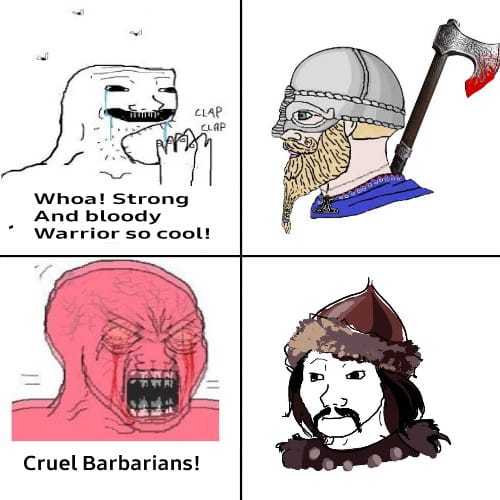 CLAP
CLAP
Whoa! Strong
And bloody
Warrior so cool!
Cruel Barbarians!